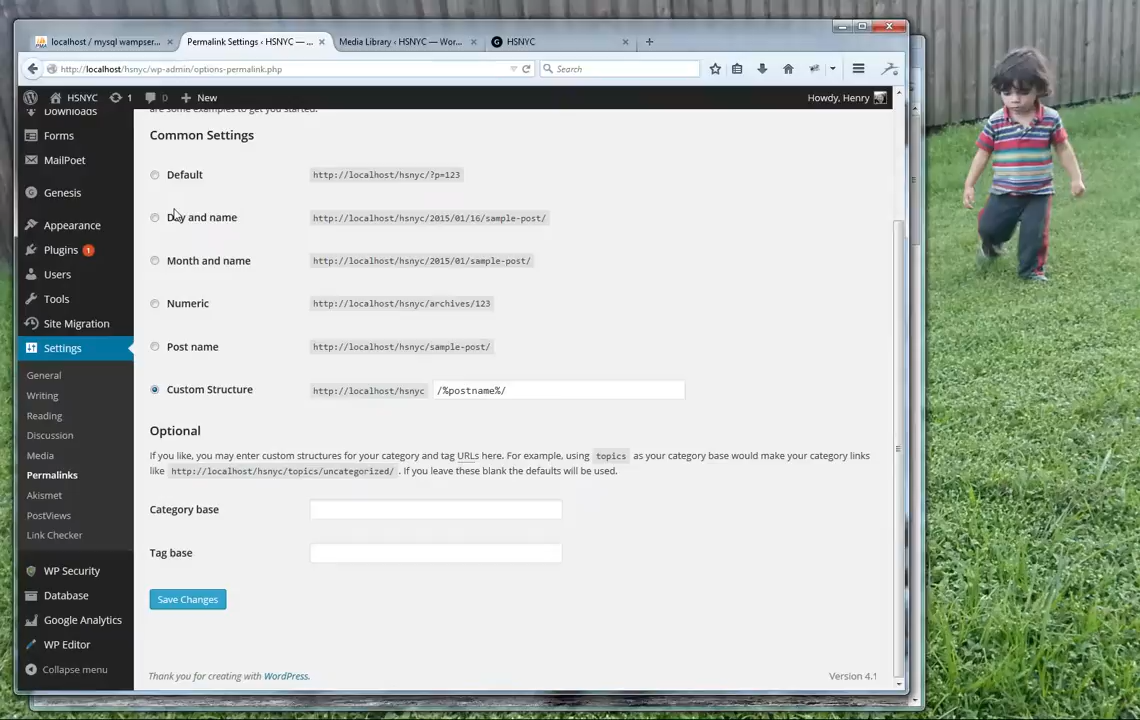 localhost / mysql wampser...
Permalink Settings ‹ HSNYC — ...
Media Library ‹ HSNYC — Wor...
HSNYC
http://localhost/hsnyc/wp-admin/options-permalink.php
Search
HSNYC
1
0
New
Howdy, Henry
Downloads
Forms
MailPoet
Genesis
Appearance
Plugins 1
Users
Tools
Site Migration
Settings
General
Writing
Reading
Discussion
Media
Permalinks
Akismet
PostViews
Link Checker
WP Security
Database
Google Analytics
WP Editor
Collapse menu
are some examples to get you started.
Common Settings
Default http://localhost/hsnyc/?p=123
Day and name http://localhost/hsnyc/2015/01/16/sample-post/
Month and name http://localhost/hsnyc/2015/01/sample-post/
Numeric http://localhost/hsnyc/archives/123
Post name http://localhost/hsnyc/sample-post/
Custom Structure http://localhost/hsnyc /%postname%/
Optional
If you like, you may enter custom structures for your category and tag URLs here. For example, using topics as your category base would make your category links
like http://localhost/hsnyc/topics/uncategorized/ . If you leave these blank the defaults will be used.
Category base
Tag base
Save Changes
Thank you for creating with WordPress.
Version 4.1